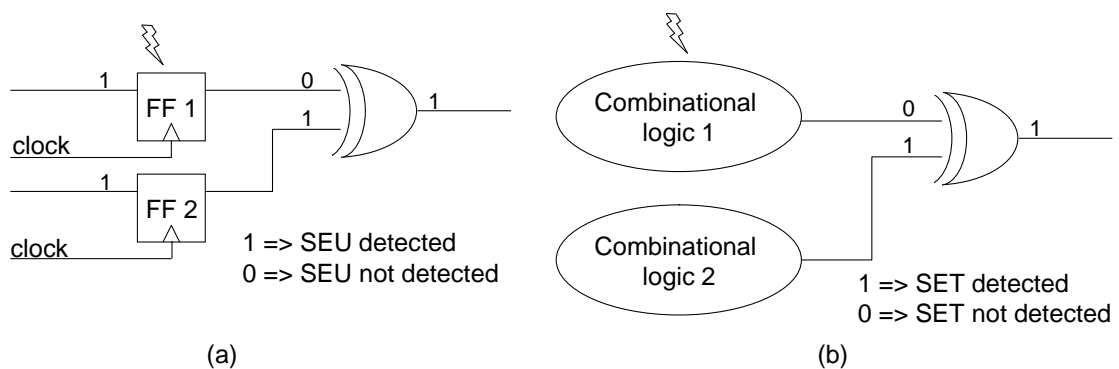 1
FF 1
0
1
1
clock
1
FF 2
clock
1 => SEU detected
0 => SEU not detected
(a)
Combinational
logic 1
0
1
1
Combinational
logic 2
1 => SET detected
0 => SET not detected
(b)